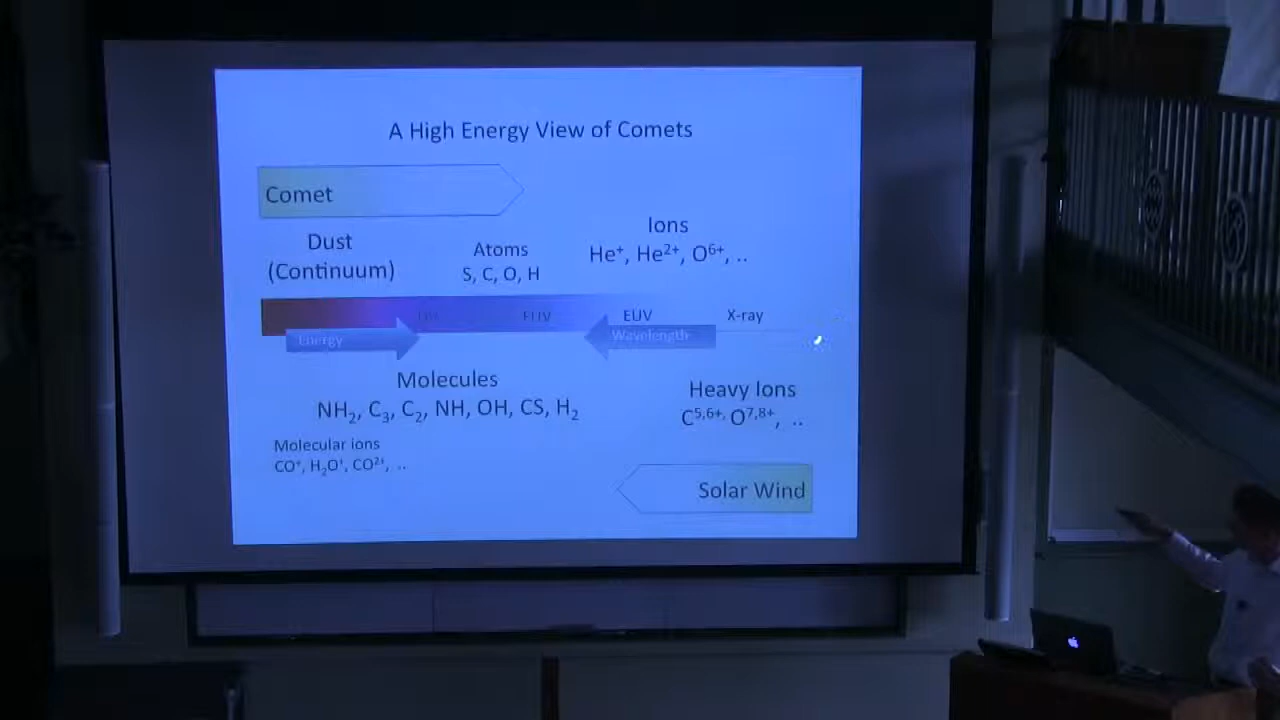 A High Energy View of Comets
Comet
Ions
He⁺, He²⁺, O⁶⁺, ..
Dust
(Continuum)
Atoms
S, C, O, H
FUV
EUV
X-ray
Energy
Wavelength
Molecules
NH₂, C₃, C₂, NH, OH, CS, H₂
Heavy Ions
C⁵,⁶⁺, O⁷,⁸⁺, ..
Molecular ions
CO⁺, H₂O⁺, CO²⁺, ..
Solar Wind